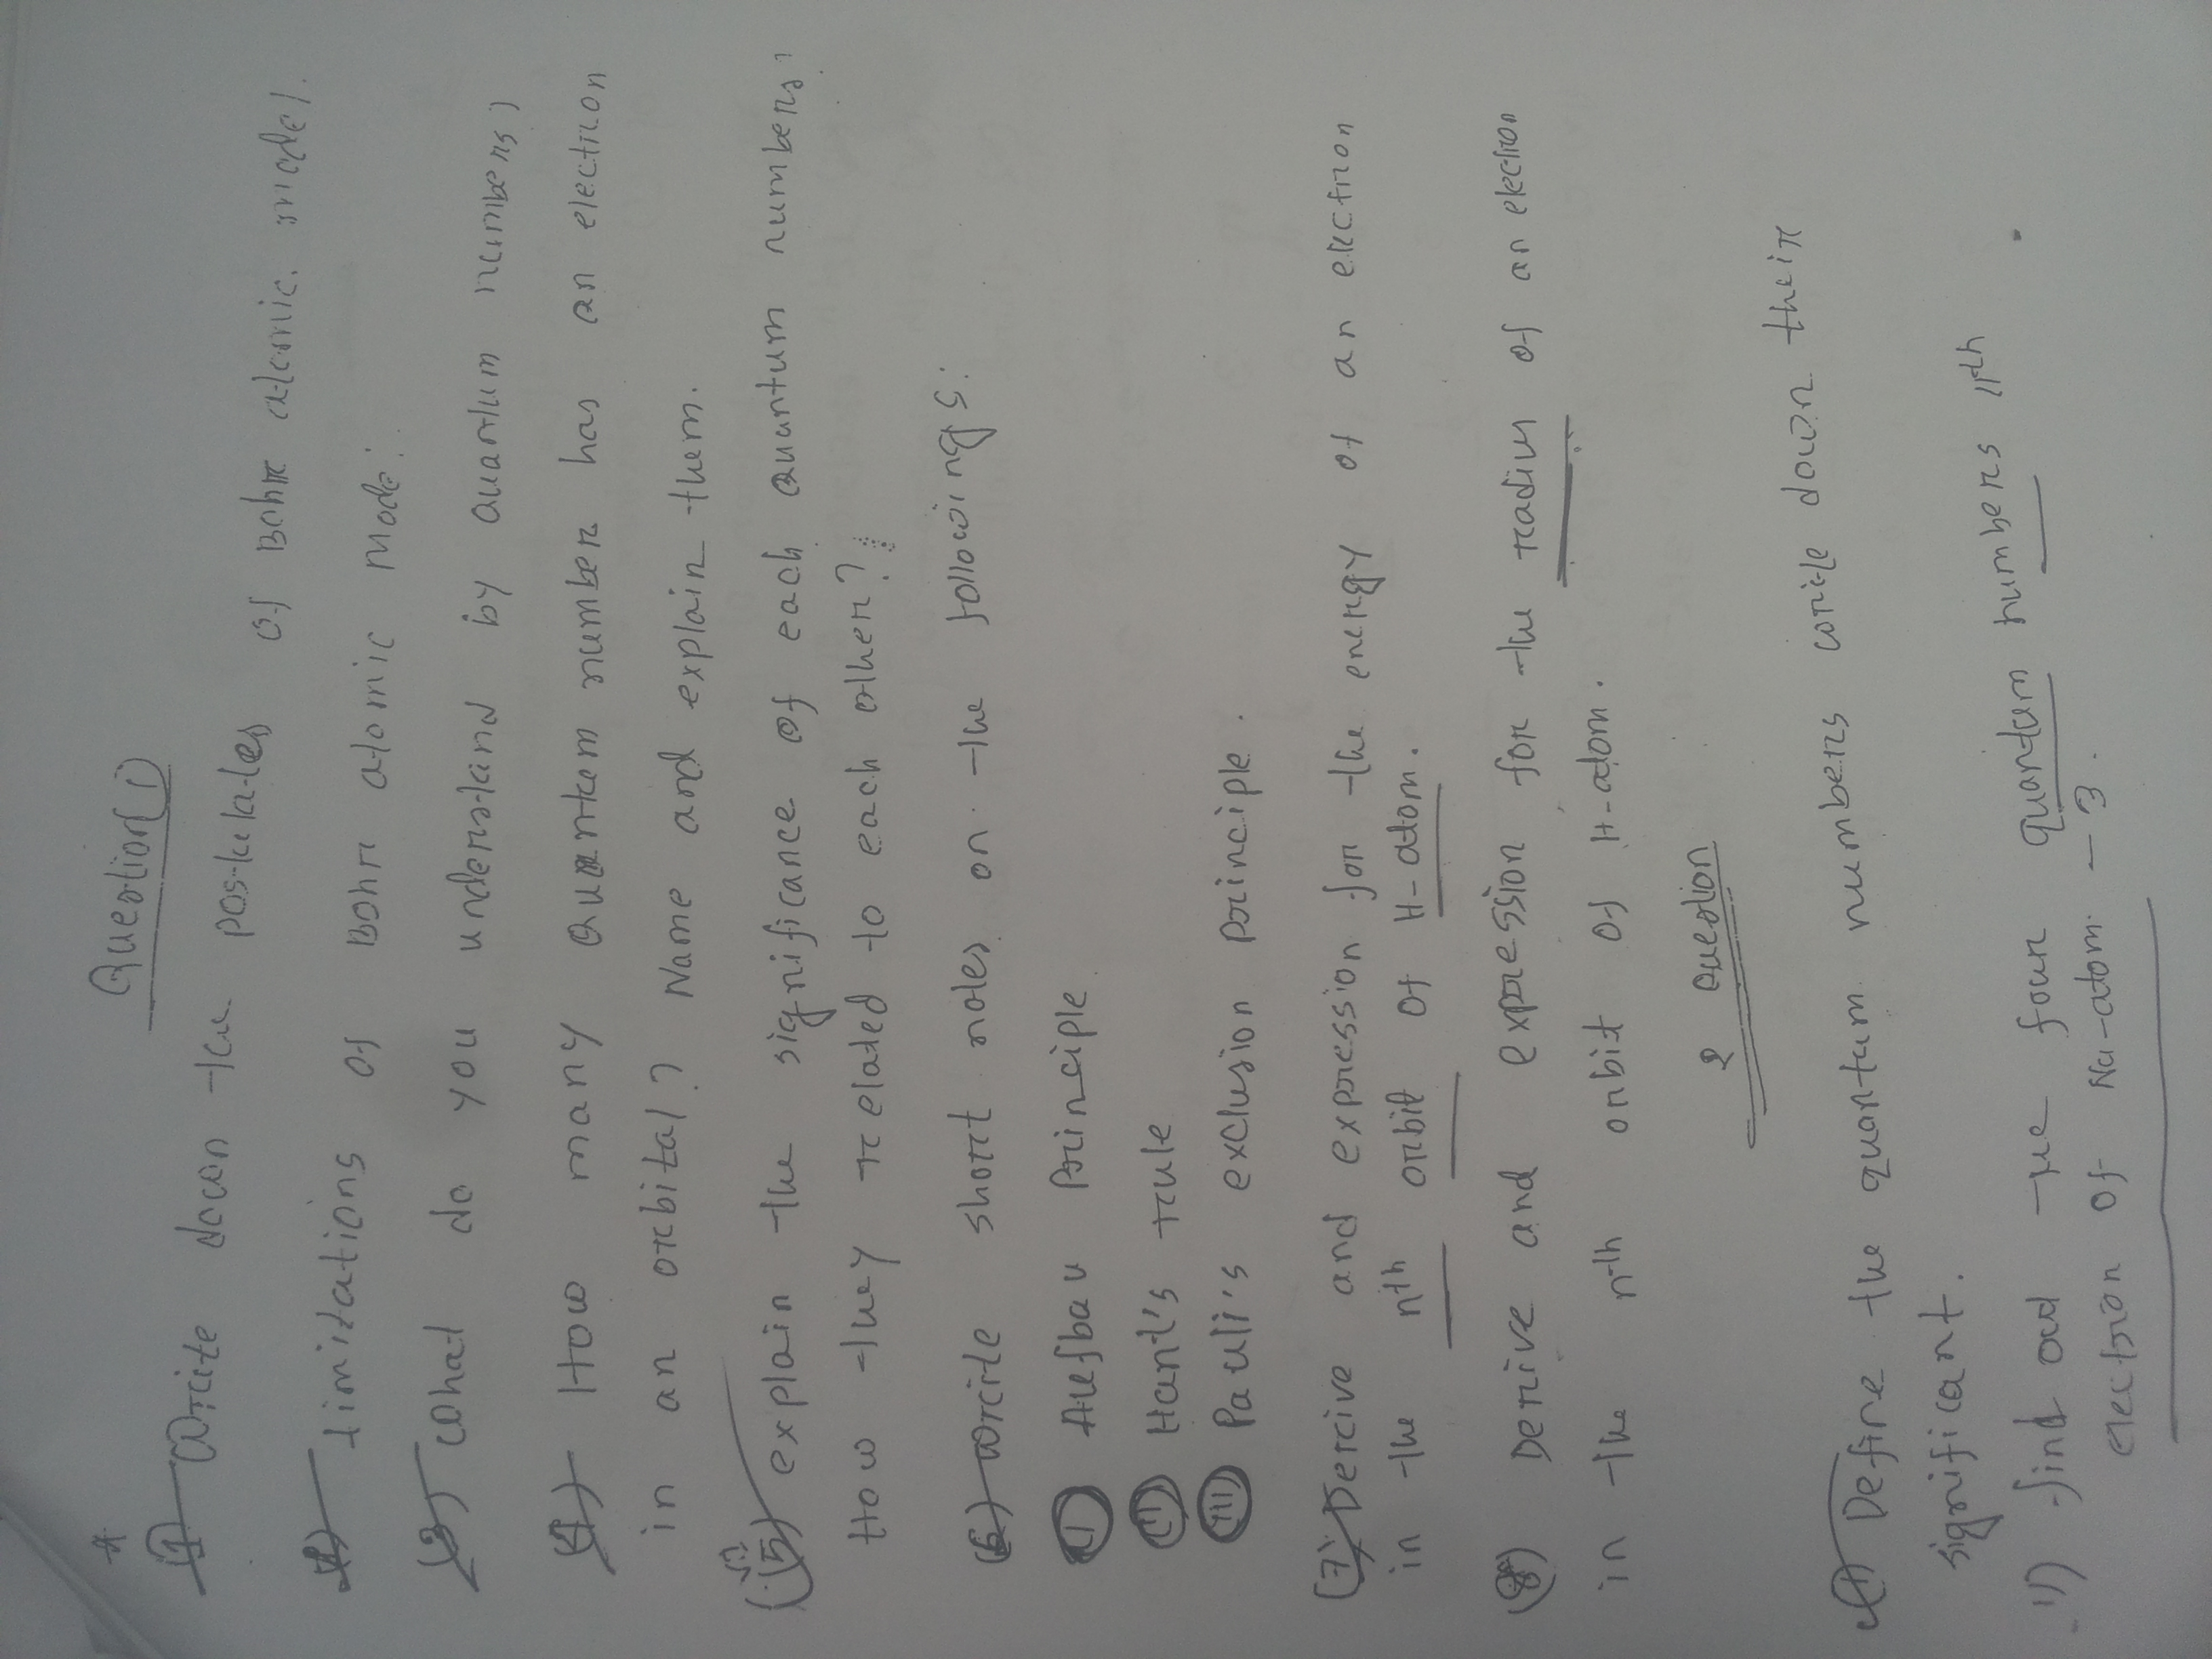 Question(1)
(1) Write down the postulates of Bohr atomic model.
Limitations of Bohr atomic mode:
(3) What do you understand by quantum numbers?
(4) How many quantum number has an electron
in an orbital? Name and explain them.
(5) explain the significance of each quantum numbers?
How they related to each other?
(6) write short notes on the followings:
(I) Aufbau Principle
(II) Hant's rule
(III) Pauli's exclusion principle.
(7) Derive and expression for the energy of an electron
in the nth orbit of H-atom.
(8) Derive and expression for the radius of an electron
in the nth orbit of H-atom.
2 Question
Define the quantum numbers write down their
significant.
II) find out the four quantum numbers 11th
electron of Na-atom. - 3.